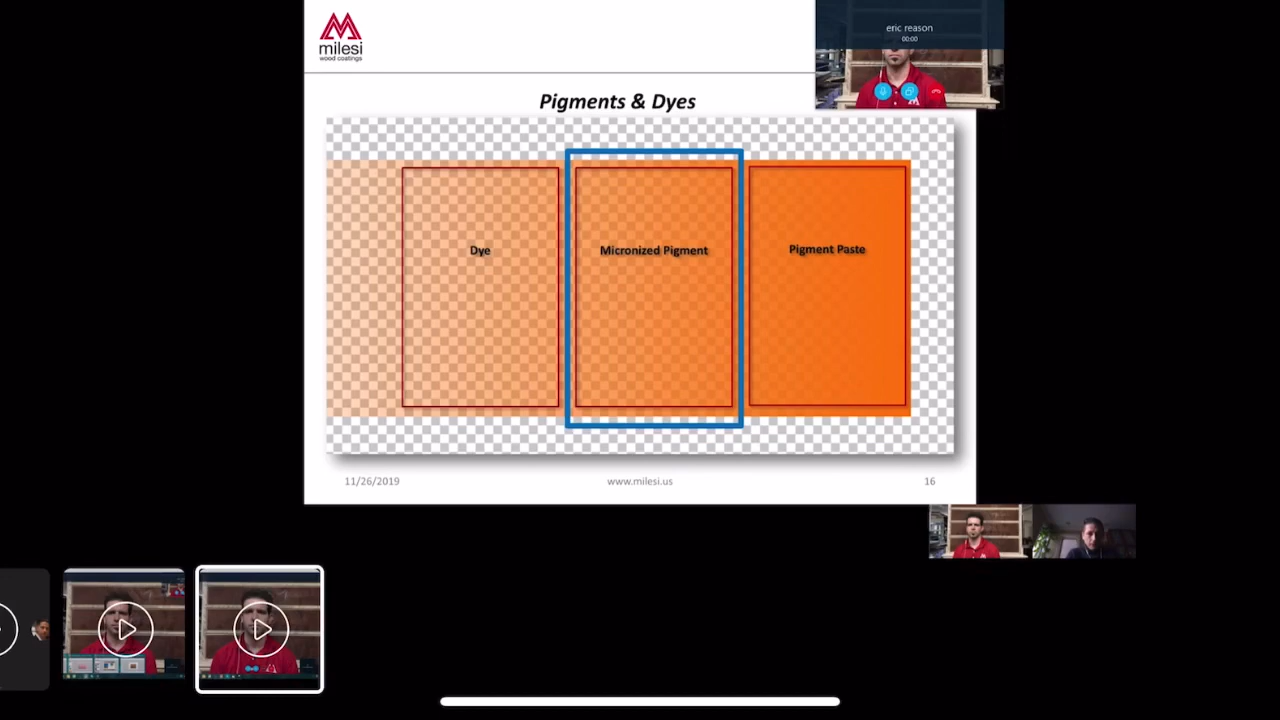 milesi
wood coatings
eric reason
00:00
Pigments & Dyes
Dye
Micronized Pigment
Pigment Paste
11/26/2019
www.milesi.us
16